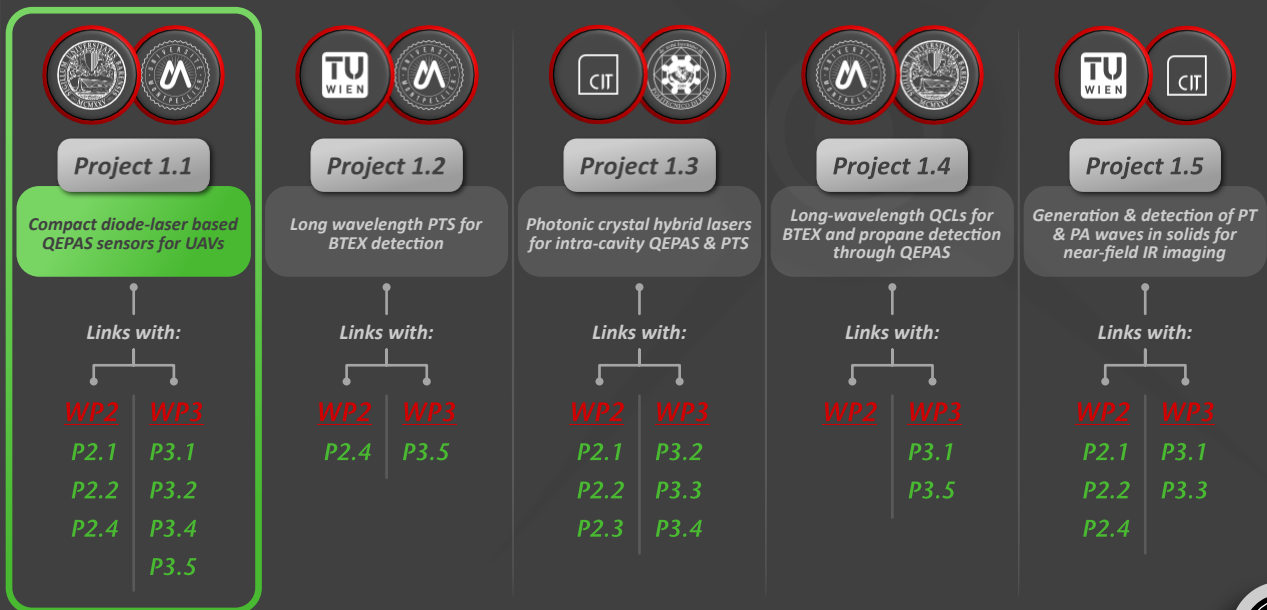 TU
WIEN
CIT
TU
WIEN
CIT
Project 1.1
Project 1.2
Project 1.3
Project 1.4
Project 1.5
Compact diode-laser based
QEPAS sensors for UAVs
Long wavelength PTS for
BTEX detection
Photonic crystal hybrid lasers
for intra-cavity QEPAS & PTS
Long-wavelength QCLs for
BTEX and propane detection
through QEPAS
Generation & detection of PT
& PA waves in solids for
near-field IR imaging
Links with:
Links with:
Links with:
Links with:
Links with:
WP2 WP3
WP2 WP3
WP2 WP3
WP2 WP3
WP2 WP3
P2.1 P3.1
P2.2 P3.2
P2.4 P3.4
P3.5
P2.4 P3.5
P2.1 P3.2
P2.2 P3.3
P2.3 P3.4
P3.1
P3.5
P2.1 P3.1
P2.2 P3.3
P2.4